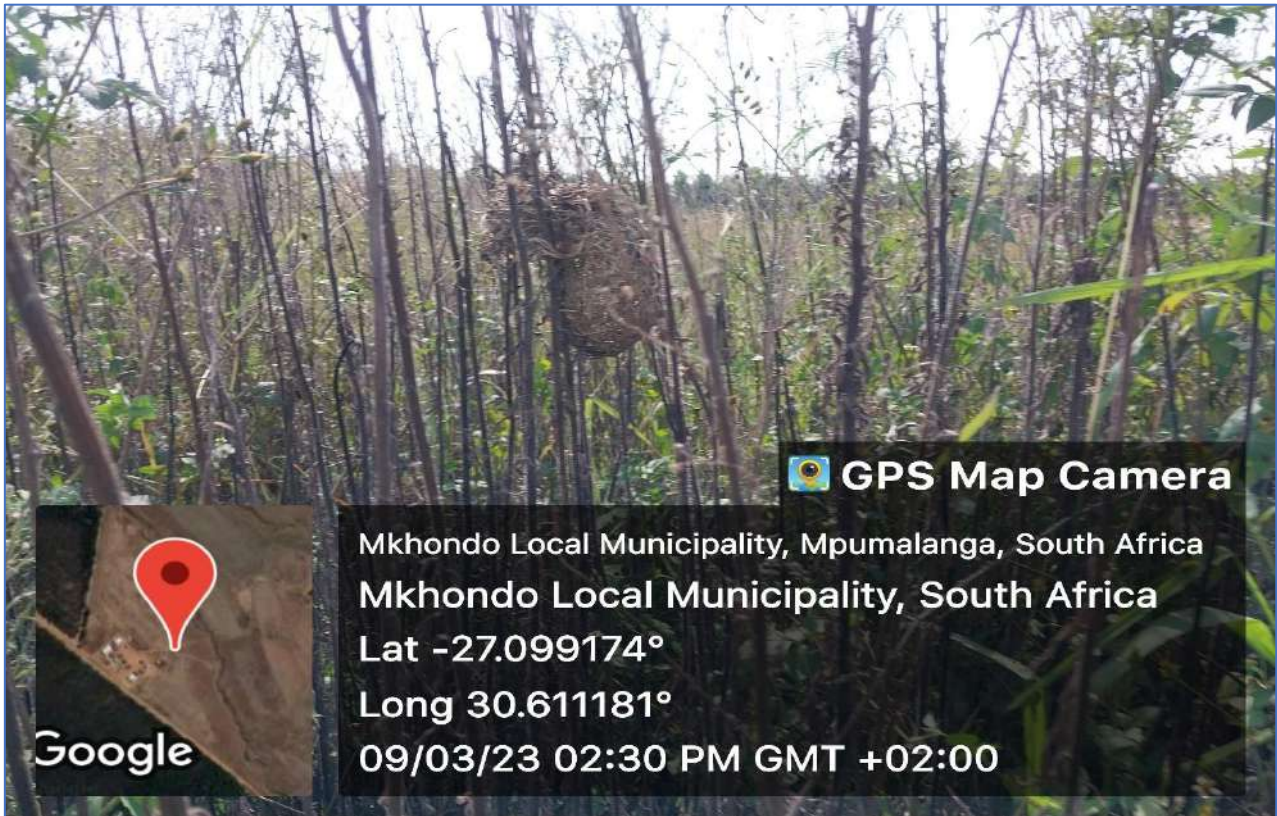 GPS Map Camera
Mkhondo Local Municipality, Mpumalanga, South Africa
Mkhondo Local Municipality, South Africa
Lat -27.099174°
Long 30.611181°
09/03/23 02:30 PM GMT +02:00
Google